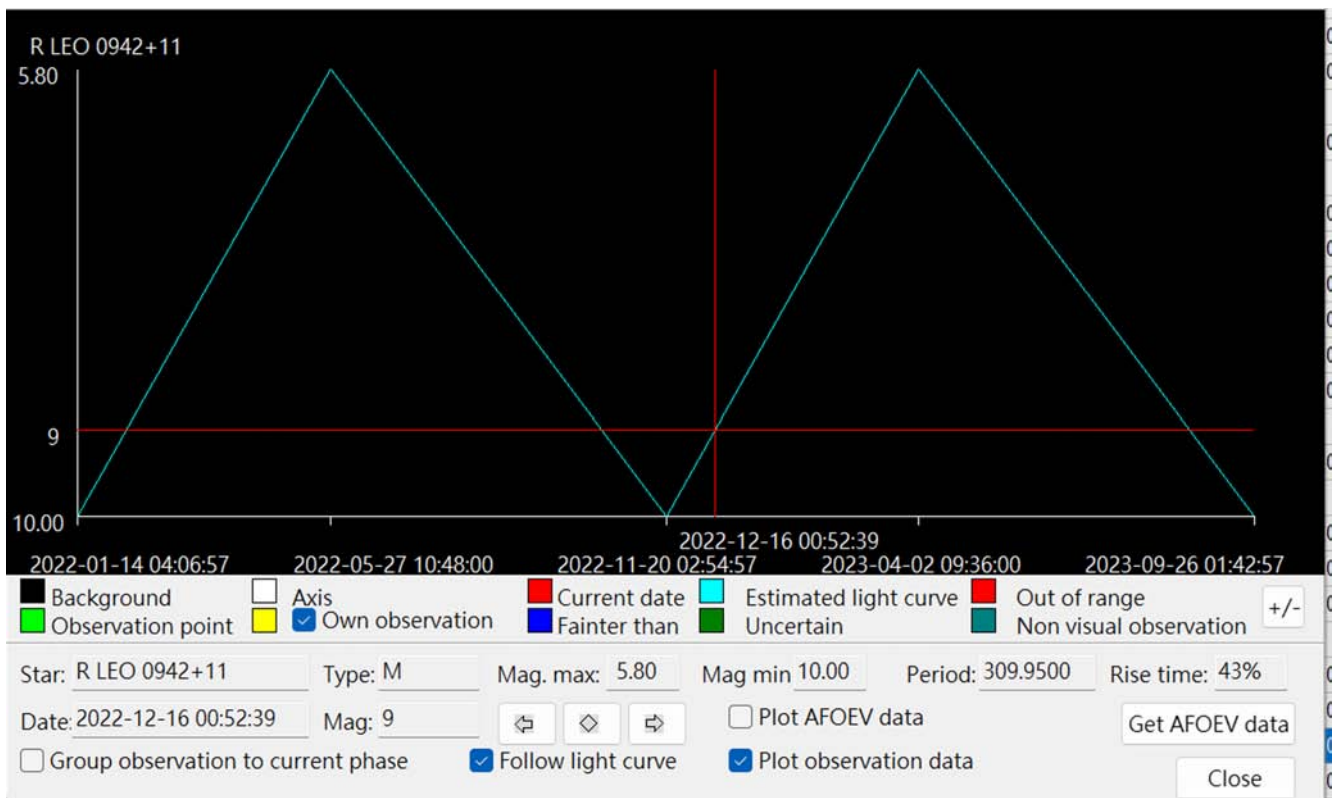 R LEO 0942+11
5.80
9
10.00
2022-12-16 00:52:39
2022-01-14 04:06:57 2022-05-27 10:48:00 2022-11-20 02:54:57 2023-04-02 09:36:00 2023-09-26 01:42:57
Background Axis Current date Estimated light curve Out of range +/-
Observation point Own observation Fainter than Uncertain Non visual observation
Star: R LEO 0942+11 Type: M Mag. max: 5.80 Mag min 10.00 Period: 309.9500 Rise time: 43%
Date: 2022-12-16 00:52:39 Mag: 9 Plot AFOEV data Get AFOEV data
Group observation to current phase Follow light curve Plot observation data
Close